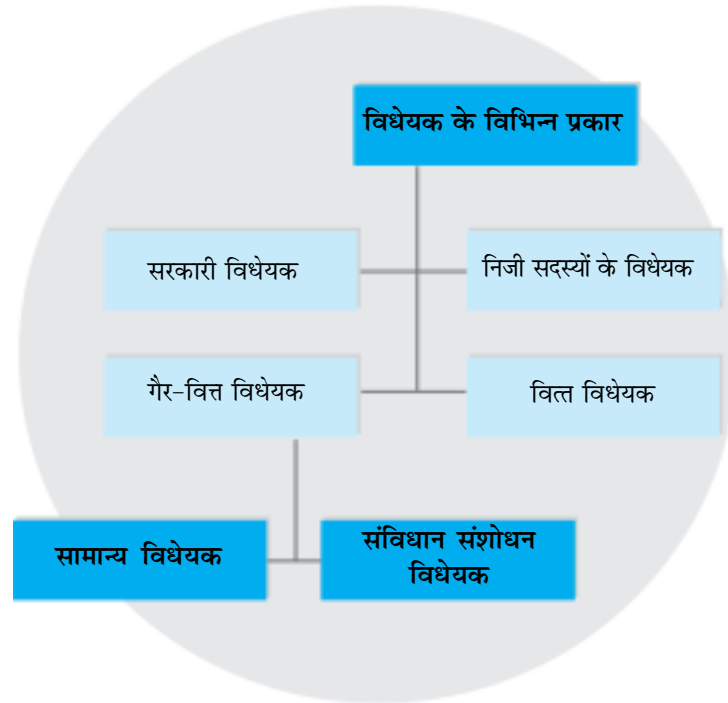 विधेयक के विभिन्न प्रकार
सरकारी विधेयक
निजी सदस्यों के विधेयक
गैर-वित्त विधेयक
वित्त विधेयक
सामान्य विधेयक
संविधान संशोधन
विधेयक